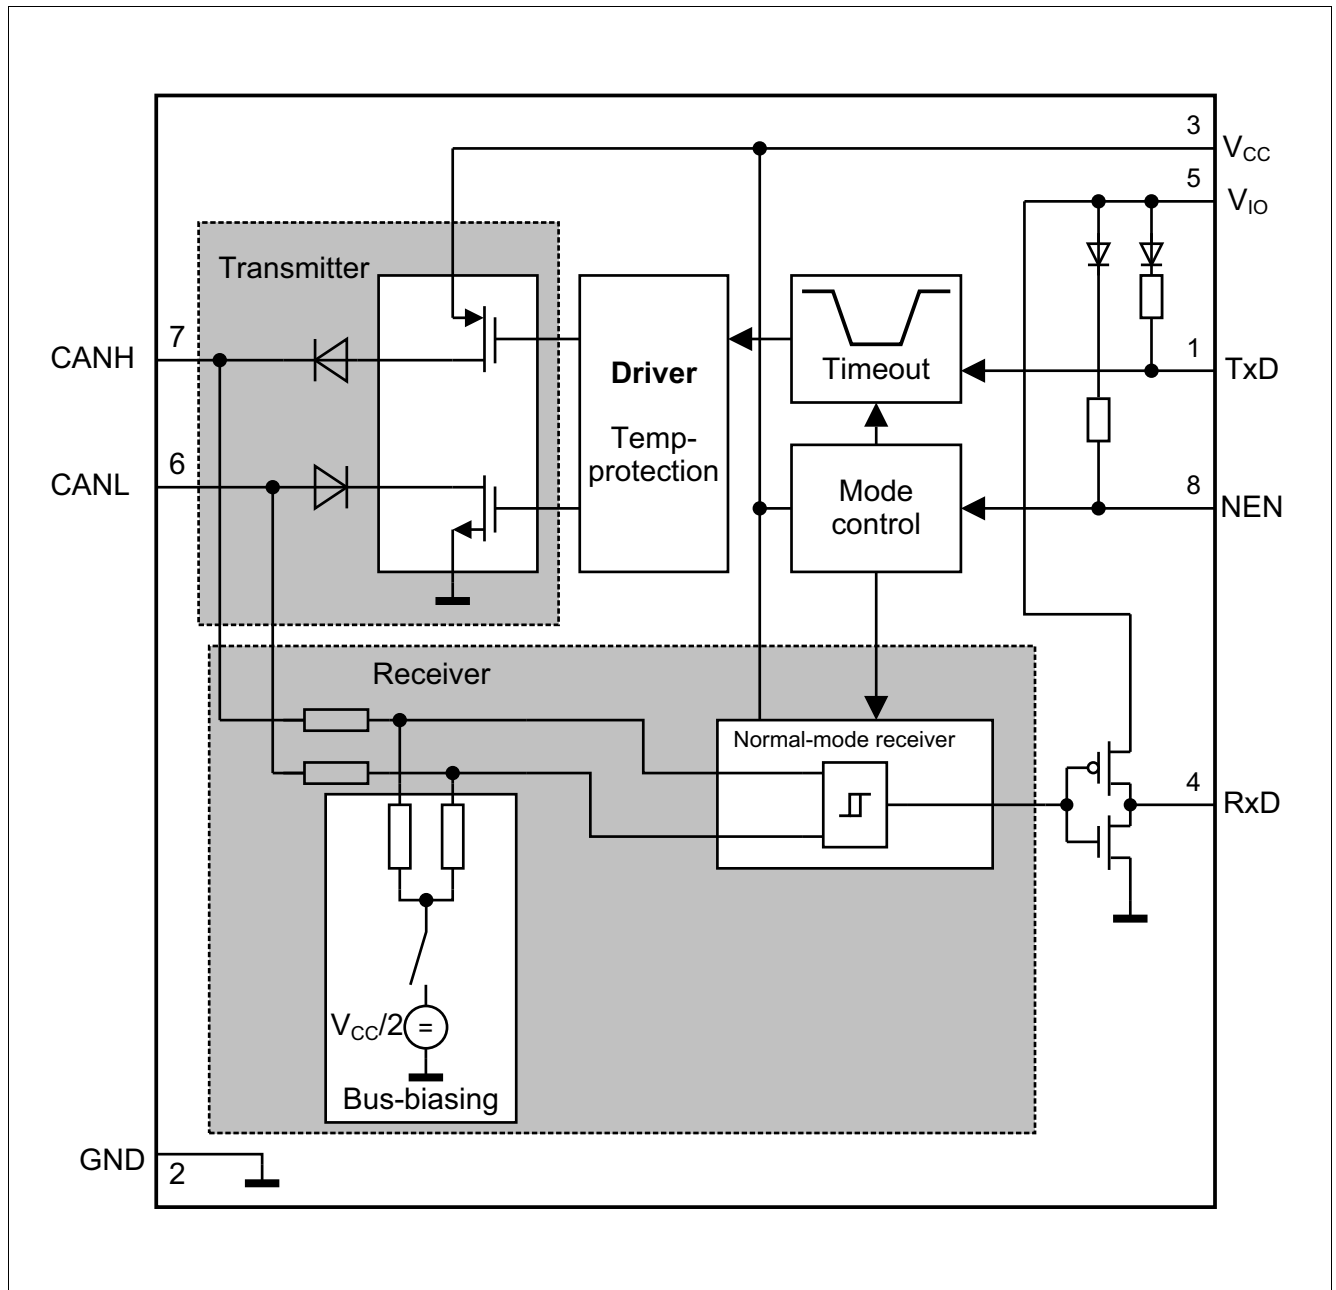 3
VCC
5
VIO
Transmitter
7
CANH
Driver
Timeout
1
TxD
Temp-
protection
6
CANL
Mode
control
8
NEN
Receiver
Normal-mode receiver
4
RxD
VCC/2
=
Bus-biasing
GND
2